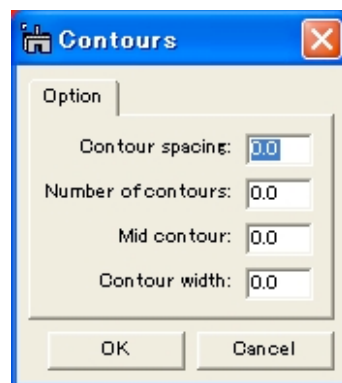 Contours
Option
Contour spacing: 0.0
Number of contours: 0.0
Mid contour: 0.0
Contour width: 0.0
OK Cancel